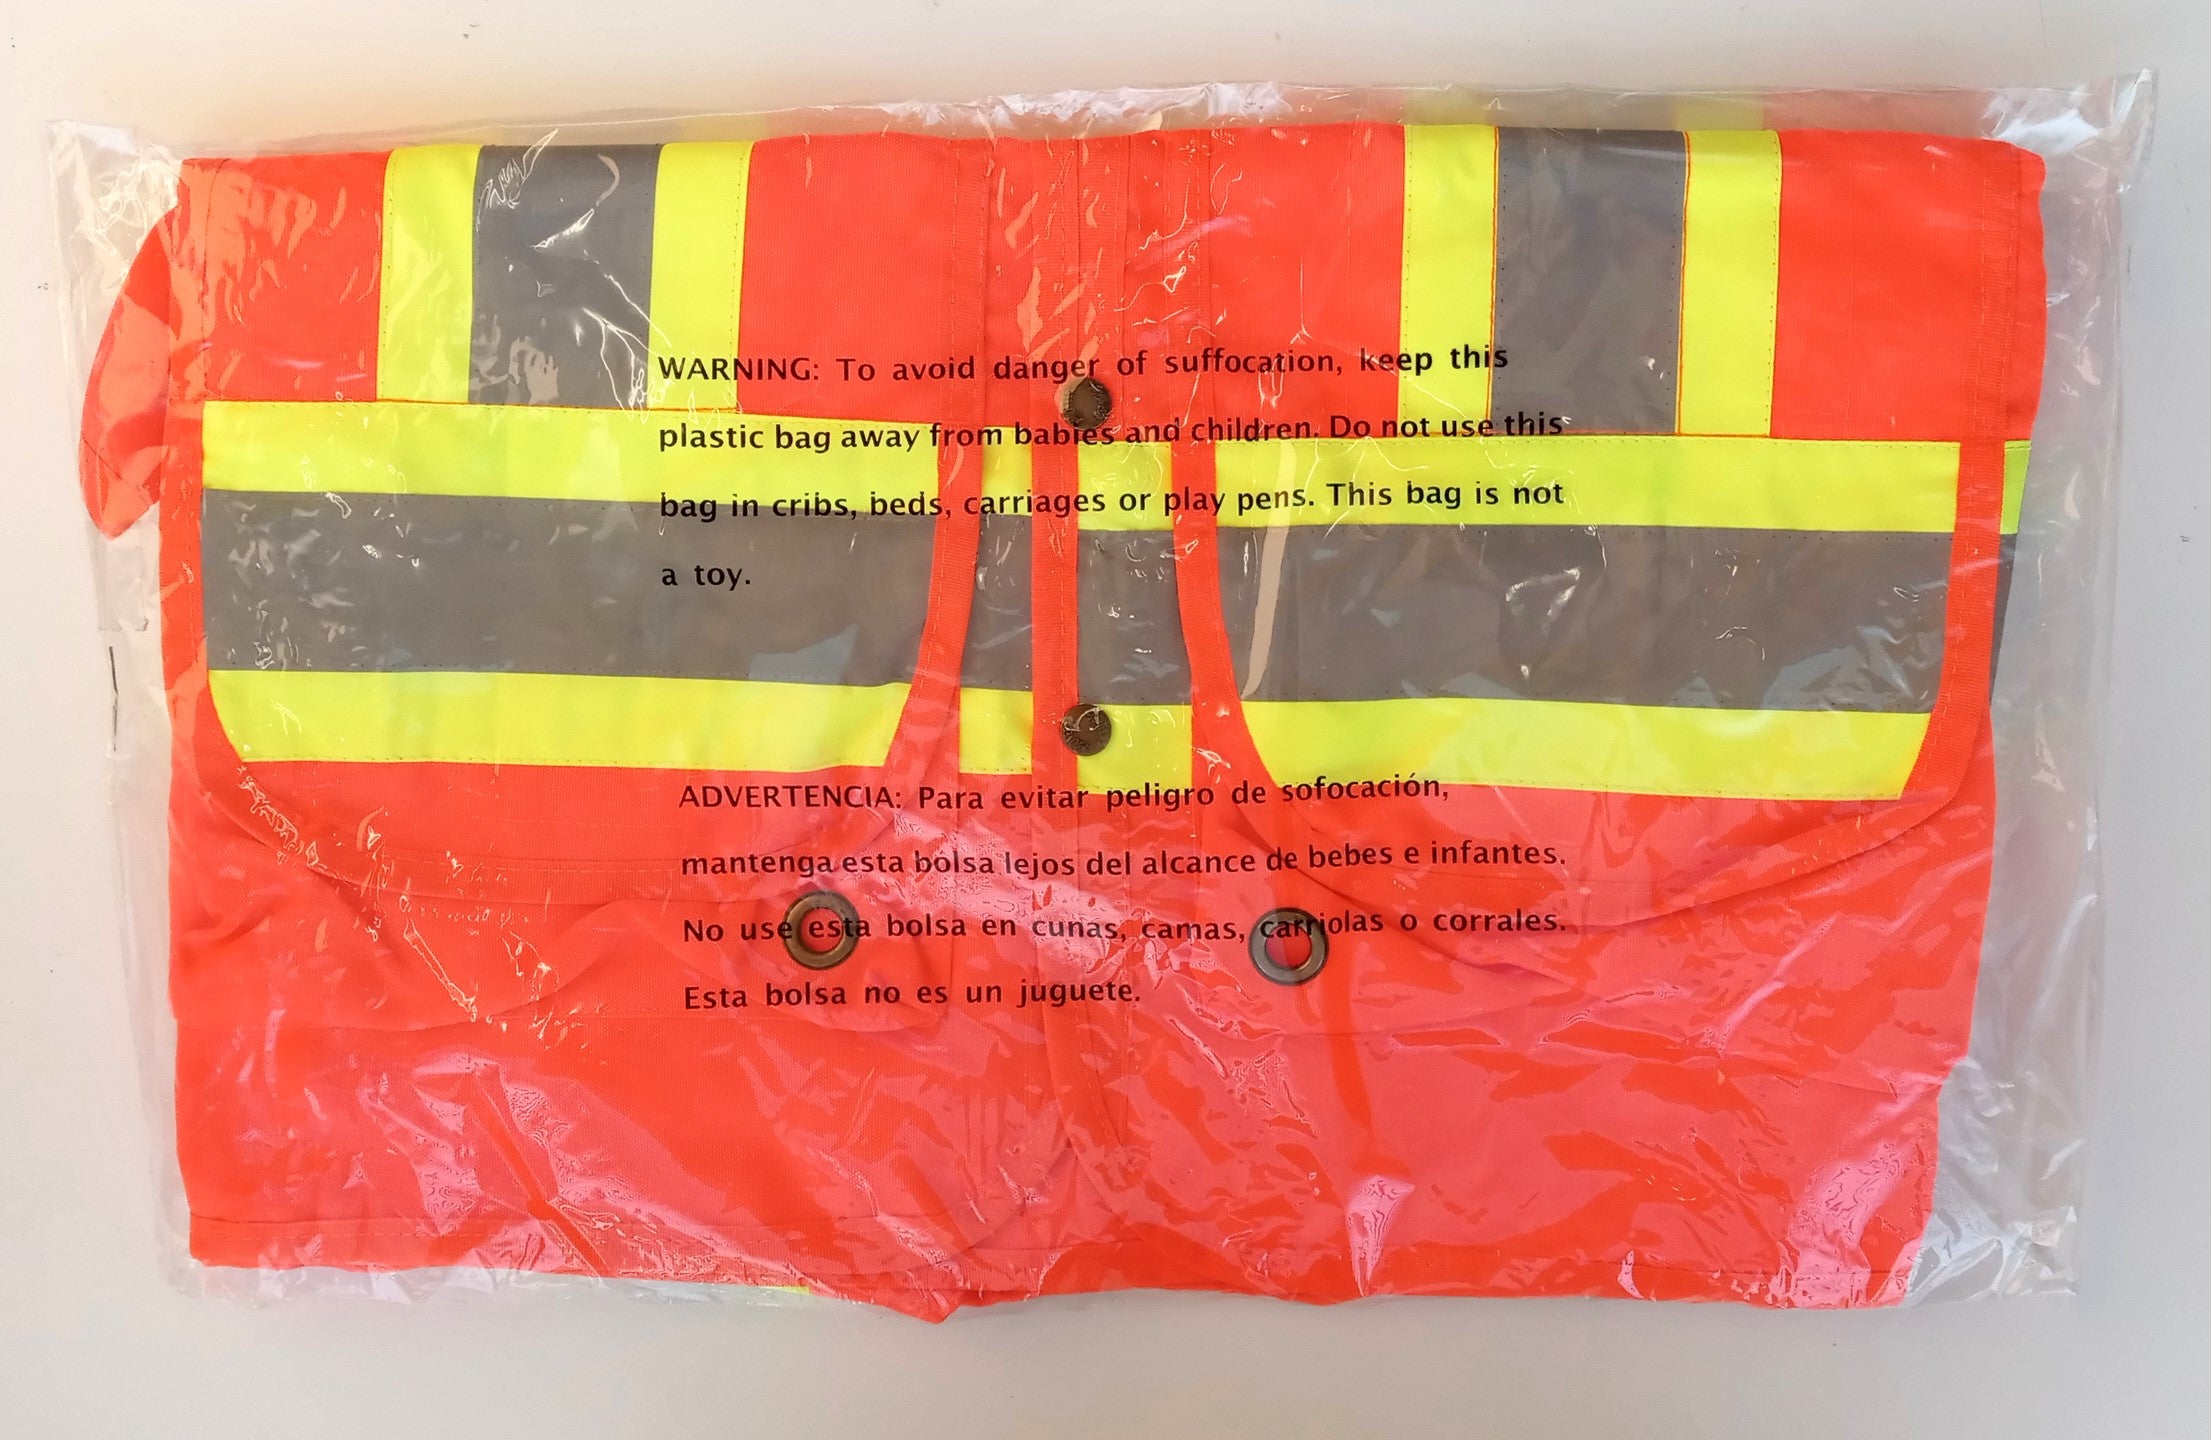 WARNING: To avoid danger of suffocation, keep this
plastic bag away from babies and children. Do not use this
bag in cribs, beds, carriages or play pens. This bag is not
a toy.
ADVERTENCIA: Para evitar peligro de sofocación,
mantenga esta bolsa lejos del alcance de bebes e infantes.
No use esta bolsa en cunas, camas, carriolas o corrales.
Esta bolsa no es un juguete.